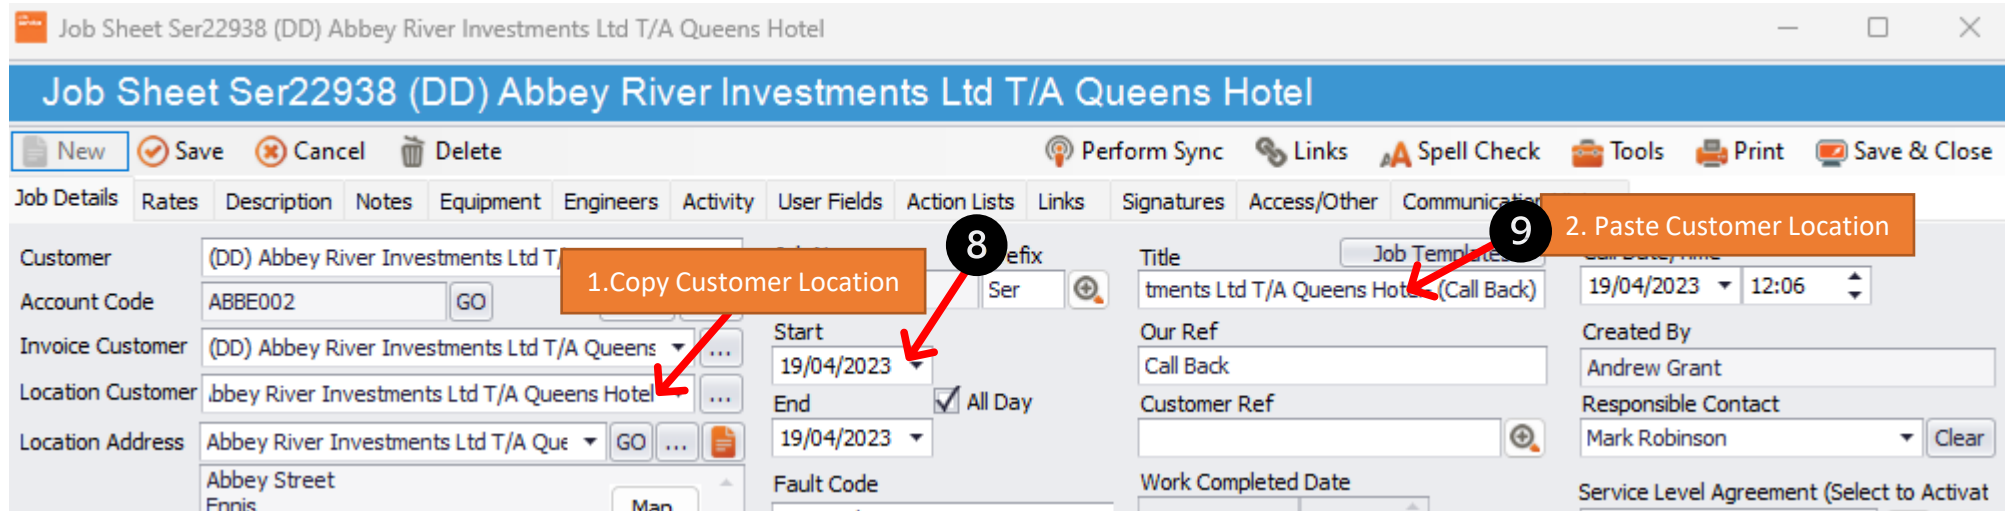 Job Sheet Ser22938 (DD) Abbey River Investments Ltd T/A Queens Hotel
Job Sheet Ser22938 (DD) Abbey River Investments Ltd T/A Queens Hotel
New Save Cancel Delete Perform Sync Links Spell Check Tools Print Save & Close
Job Details Rates Description Notes Equipment Engineers Activity User Fields Action Lists Links Signatures Access/Other Communication
Customer (DD) Abbey River Investments Ltd T/
1.Copy Customer Location
8
9
2. Paste Customer Location
Title Job Templates
Account Code ABBE002 GO
Ser
tments Ltd T/A Queens Hotel (Call Back)
19/04/2023 12:06
Invoice Customer (DD) Abbey River Investments Ltd T/A Queens ...
Start
19/04/2023
Our Ref
Call Back
Created By
Andrew Grant
Location Customer bbey River Investments Ltd T/A Queens Hotel ...
End All Day
19/04/2023
Customer Ref
Responsible Contact
Mark Robinson Clear
Location Address Abbey River Investments Ltd T/A Que GO ...
Abbey Street
Ennis
Map
Fault Code
Work Completed Date
Service Level Agreement (Select to Activat